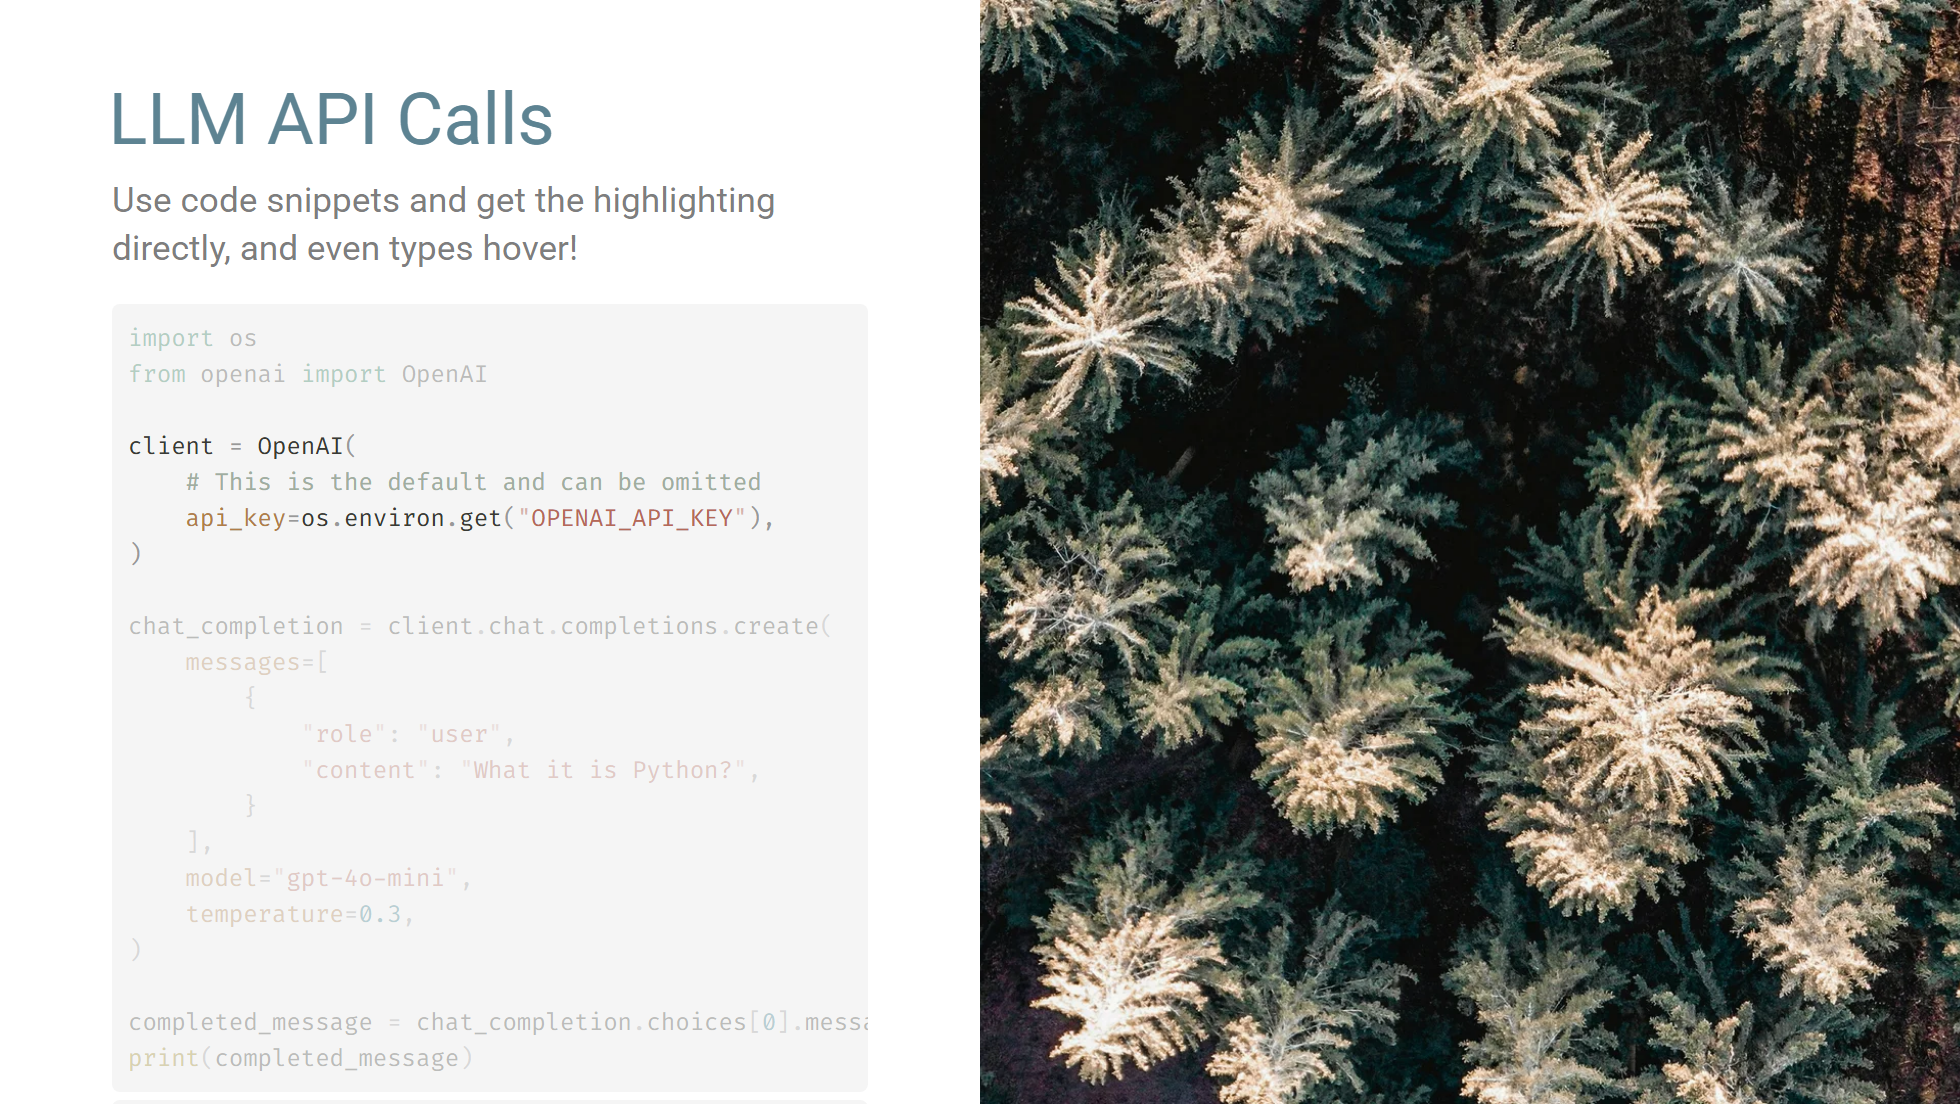 LLM API Calls
Use code snippets and get the highlighting
directly, and even types hover!
import os
from openai import OpenAI
client = OpenAI(
    # This is the default and can be omitted
    api_key=os.environ.get("OPENAI_API_KEY"),
)
chat_completion = client.chat.completions.create(
    messages=[
        {
            "role": "user",
            "content": "What it is Python?",
        }
    ],
    model="gpt-4o-mini",
    temperature=0.3,
)
completed_message = chat_completion.choices[0].messa
print(completed_message)